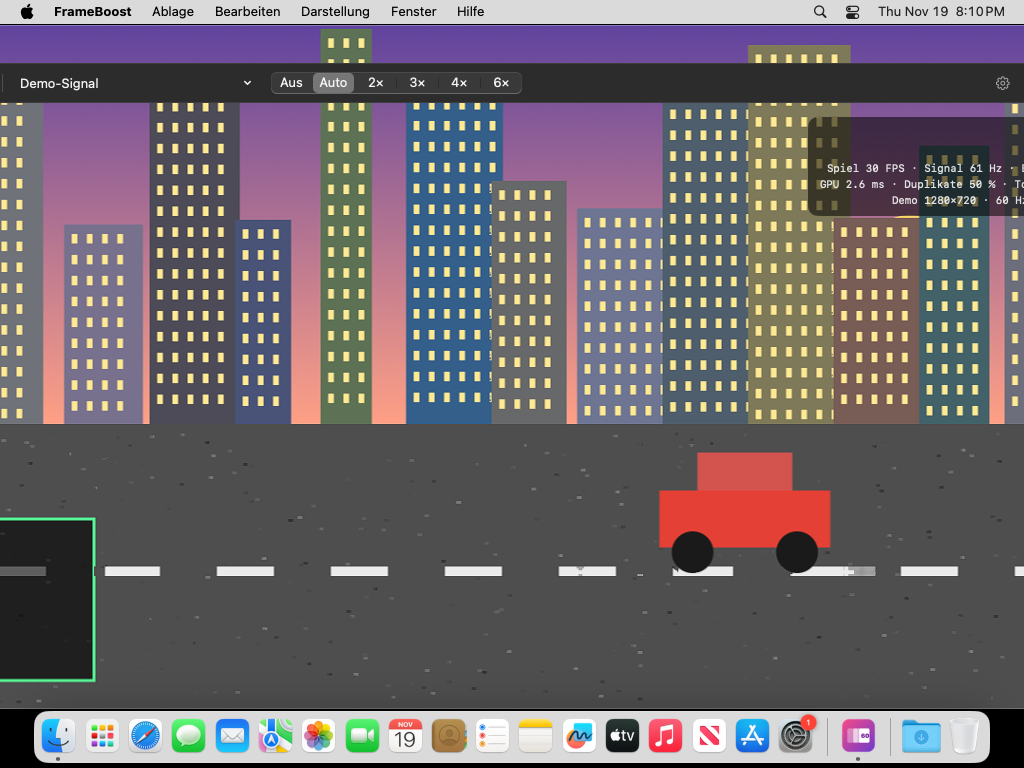 FrameBoost Ablage Bearbeiten Darstellung Fenster Hilfe Thu Nov 19 8:10 PM
Demo-Signal Aus Auto 2× 3× 4× 6×
Spiel 30 FPS · Signal 61 Hz ·
GPU 2.6 ms · Duplikate 50 % ·
Demo 1280×720 · 60 Hz
NOV
19
tv
1
60